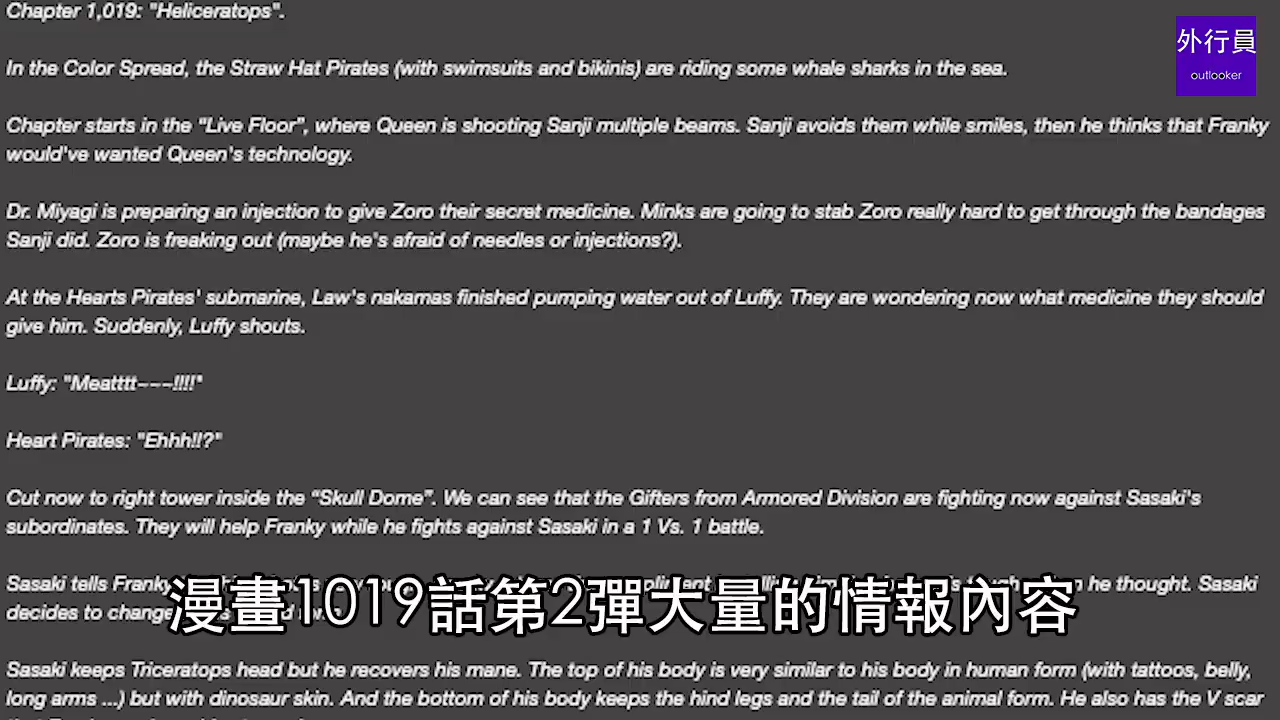 Chapter 1,019: "Heliceratops".
外行員
outlooker
In the Color Spread, the Straw Hat Pirates (with swimsuits and bikinis) are riding some whale sharks in the sea.
Chapter starts in the “Live Floor”, where Queen is shooting Sanji multiple beams. Sanji avoids them while smiles, then he thinks that Franky
would've wanted Queen's technology.
Dr. Miyagi is preparing an injection to give Zoro their secret medicine. Minks are going to stab Zoro really hard to get through the bandages
Sanji did. Zoro is freaking out (maybe he's afraid of needles or injections?).
At the Hearts Pirates' submarine, Law's nakamas finished pumping water out of Luffy. They are wondering now what medicine they should
give him. Suddenly, Luffy shouts.
Luffy: "Meatttt~~~!!!!"
Heart Pirates: "Ehhh!!?"
Cut now to right tower inside the “Skull Dome”. We can see that the Gifters from Armored Division are fighting now against Sasaki's
subordinates. They will help Franky while he fights against Sasaki in a 1 Vs. 1 battle.
Sasaki tells Franky he thought. Sasaki
decides to change
漫畫1019話第2彈大量的情報內容
Sasaki keeps Triceratops head but he recovers his mane. The top of his body is very similar to his body in human form (with tattoos, belly,
long arms ...) but with dinosaur skin. And the bottom of his body keeps the hind legs and the tail of the animal form. He also has the V scar